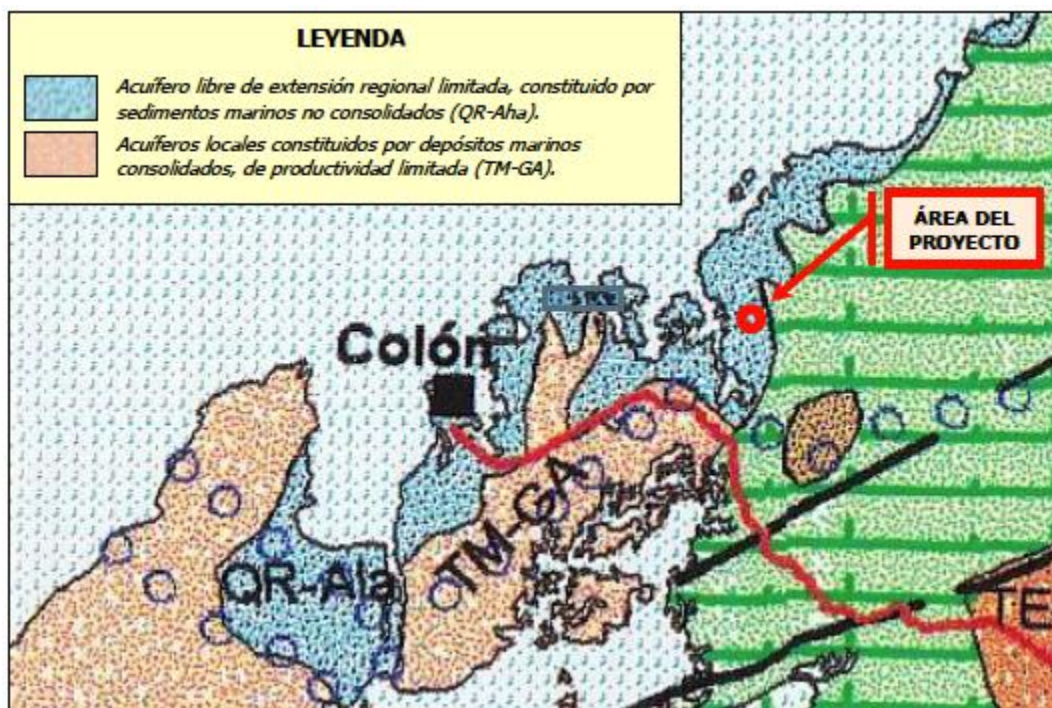 LEYENDA
Acuífero libre de extensión regional limitada, constituido por
sedimentos marinos no consolidados (QR-Aha).
Acuíferos locales constituidos por depósitos marinos
consolidados, de productividad limitada (TM-GA).
ÁREA DEL
PROYECTO
Colón
TM-GA
QR-Ala
TE